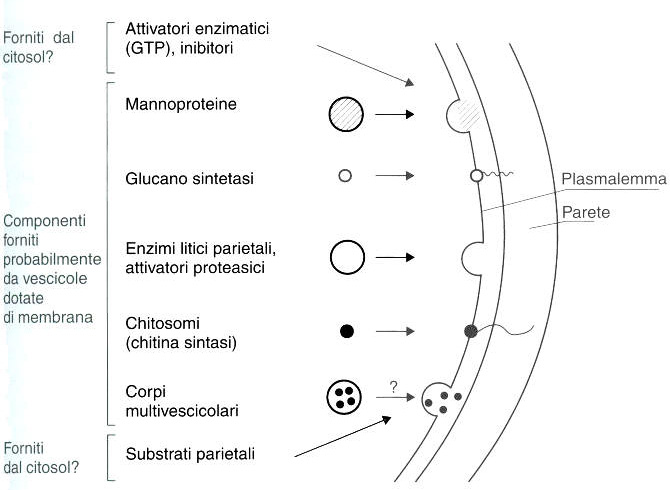 Forniti dal
citosol?
Attivatori enzimatici
(GTP), inibitori
Mannoproteine
Glucano sintetasi
Plasmalemma
Parete
Componenti
forniti
probabilmente
da vescicole
dotate
di membrana
Enzimi litici parietali,
attivatori proteasici
Chitosomi
(chitina sintasi)
Corpi
multivescicolari
?
Forniti
dal citosol?
Substrati parietali